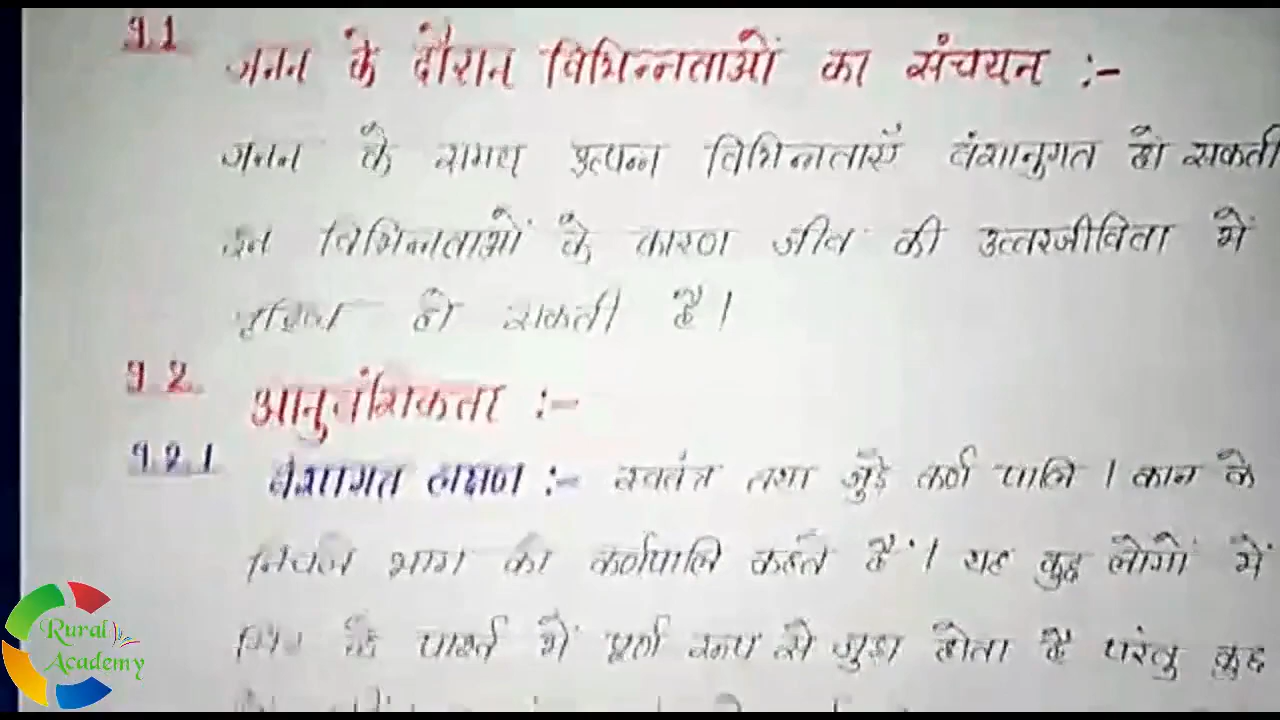 9.1
जनन के दौरान विभिन्नताओं का संचयन :-
जनन के समय उत्पन्न विभिन्नताएँ वंशानुगत हो सकती
इन विभिन्नताओं के कारण जीव की उत्तरजीविता में
वृद्धि हो सकती है।
9.2 आनुवंशिकता :-
9.2.1 वंशागत लक्षण :- स्वतंत्र तथा जुड़े कर्ण पालि । कान के
निचले भाग को कर्णपालि कहते हैं। यह कुछ लोगों में
सिर के पार्श्व में पूर्ण रूप से जुड़ा होता है परंतु कुछ
Rural
Academy